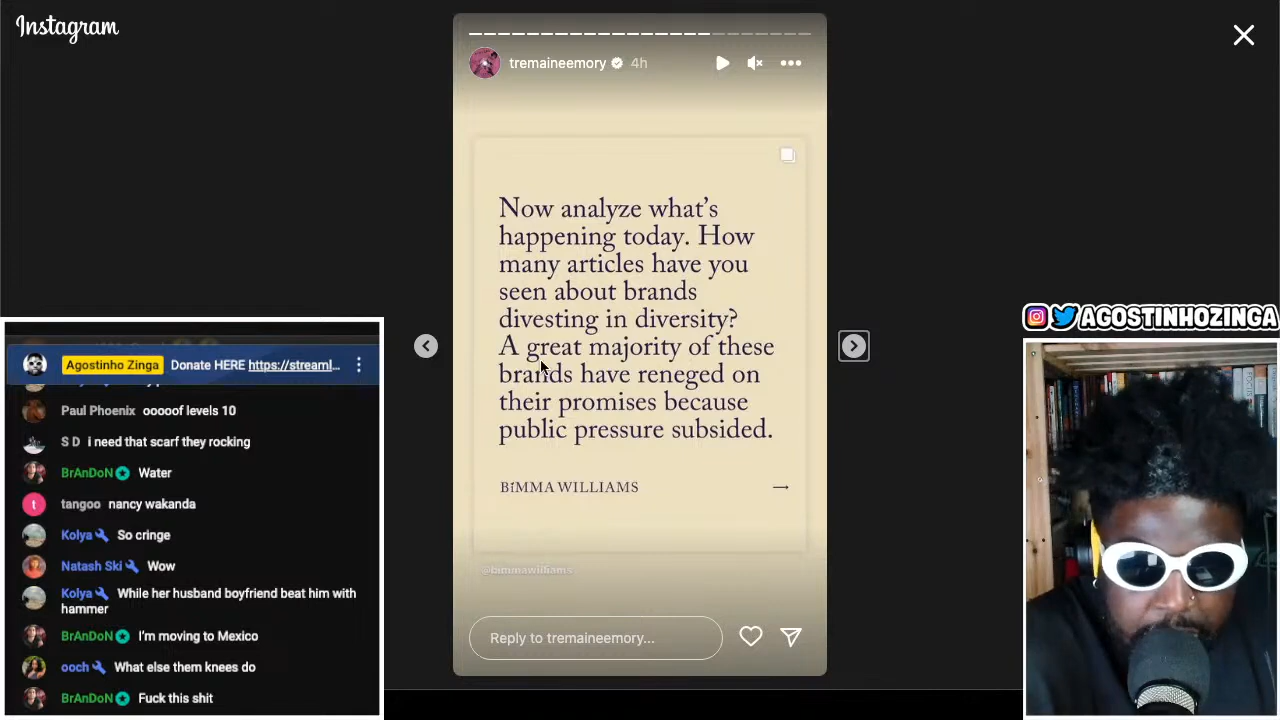 Instagram
tremaineemory 4h
Now analyze what's
happening today. How
many articles have you
seen about brands
divesting in diversity?
A great majority of these
brands have reneged on
their promises because
public pressure subsided.
BIMMA WILLIAMS
@bimmawilliams
Reply to tremaineemory...
Agostinho Zinga Donate HERE https://streaml...
Paul Phoenix ooooof levels 10
S D i need that scarf they rocking
BrAnDoN Water
t
tangoo nancy wakanda
Kolya So cringe
Natash Ski Wow
Kolya While her husband boyfriend beat him with
hammer
BrAnDoN I'm moving to Mexico
ooch What else them knees do
BrAnDoN Fuck this shit
AGOSTINHOZINGA